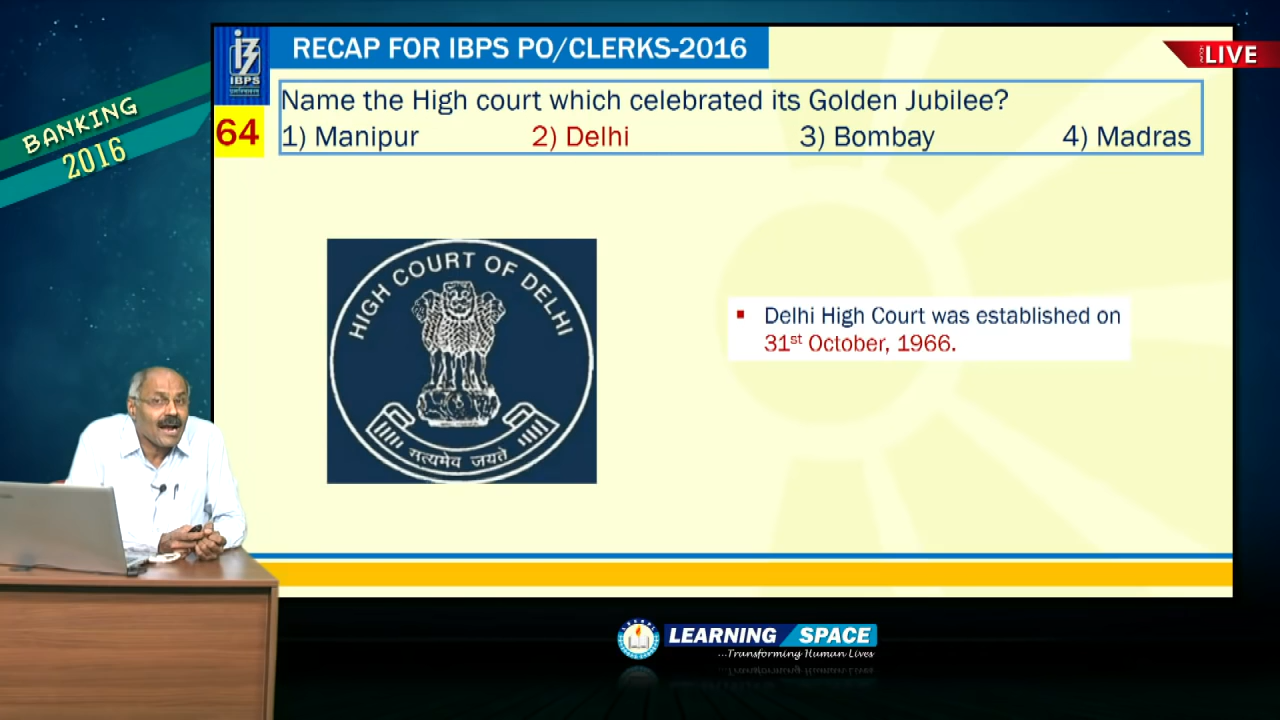 RECAP FOR IBPS PO/CLERKS-2016
LIVE
IBPS
BANKING
2016
64
Name the High court which celebrated its Golden Jubilee?
1) Manipur 2) Delhi 3) Bombay 4) Madras
HIGH COURT OF DELHI
सत्यमेव जयते
▪ Delhi High Court was established on
31st October, 1966.
LEARNING SPACE
...Transforming Human Lives